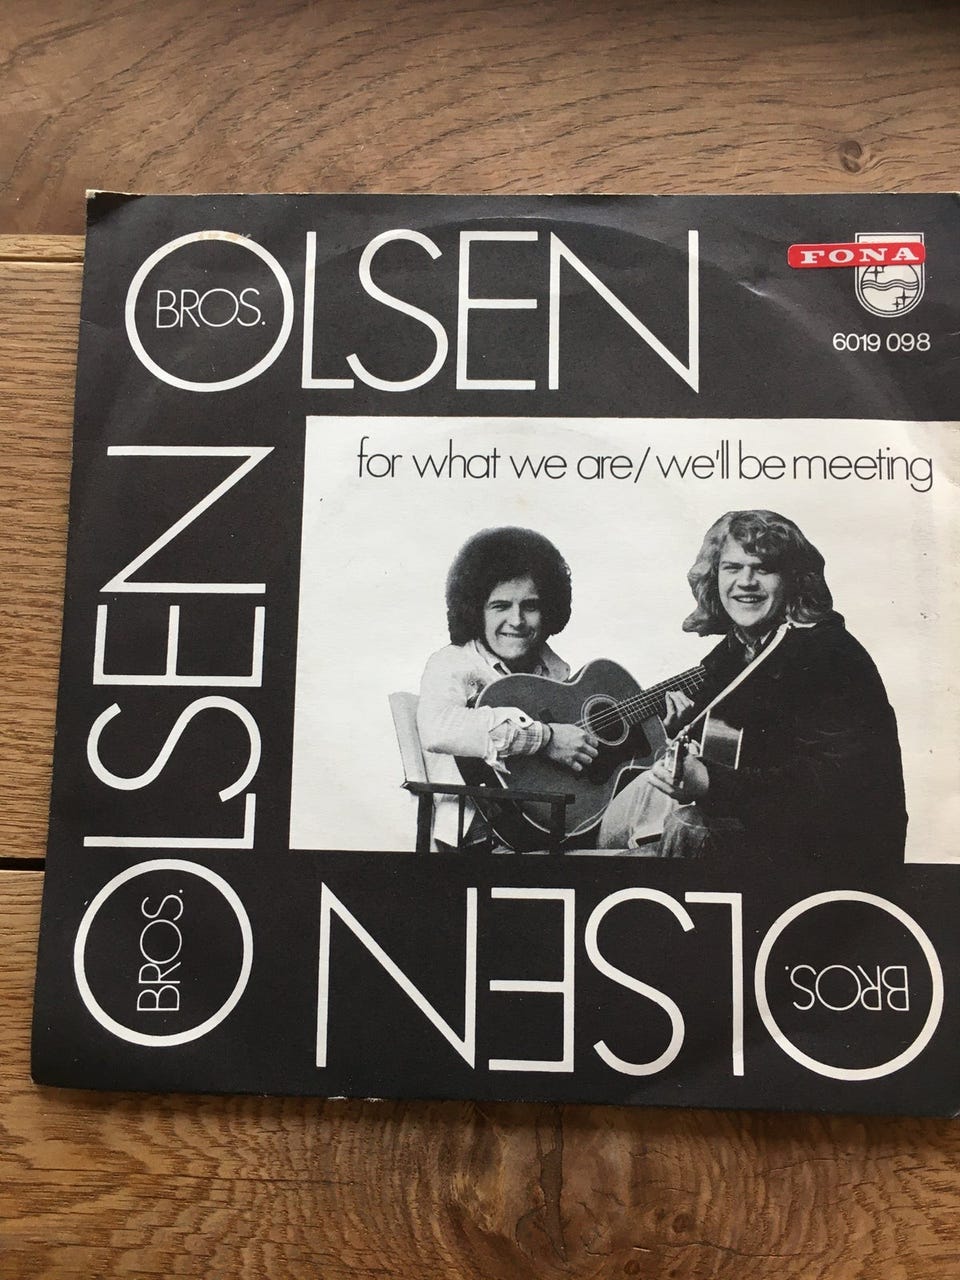 BROS. OLSEN
FONA
6019 098
for what we are/we'll be meeting
BROS. OLSEN
BROS. OLSEN